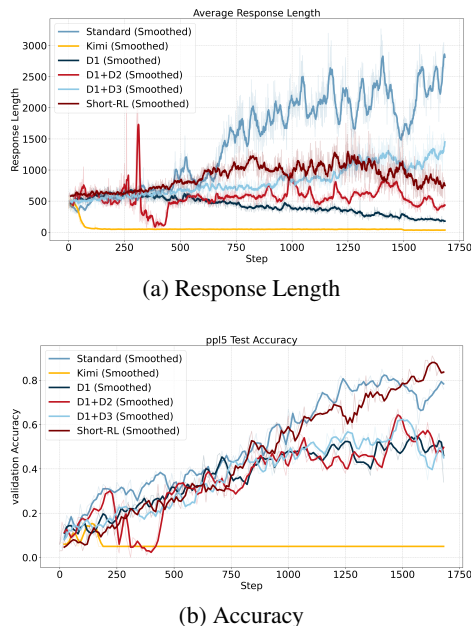 Average Response Length
Standard (Smoothed)
Kimi (Smoothed)
D1 (Smoothed)
D1+D2 (Smoothed)
D1+D3 (Smoothed)
Short-RL (Smoothed)
Response Length
3000
2500
2000
1500
1000
500
0
0 250 500 750 1000 1250 1500 1750
Step
(a) Response Length
ppl5 Test Accuracy
Standard (Smoothed)
Kimi (Smoothed)
D1 (Smoothed)
D1+D2 (Smoothed)
D1+D3 (Smoothed)
Short-RL (Smoothed)
validation Accuracy
0.8
0.6
0.4
0.2
0.0
0 250 500 750 1000 1250 1500 1750
Step
(b) Accuracy